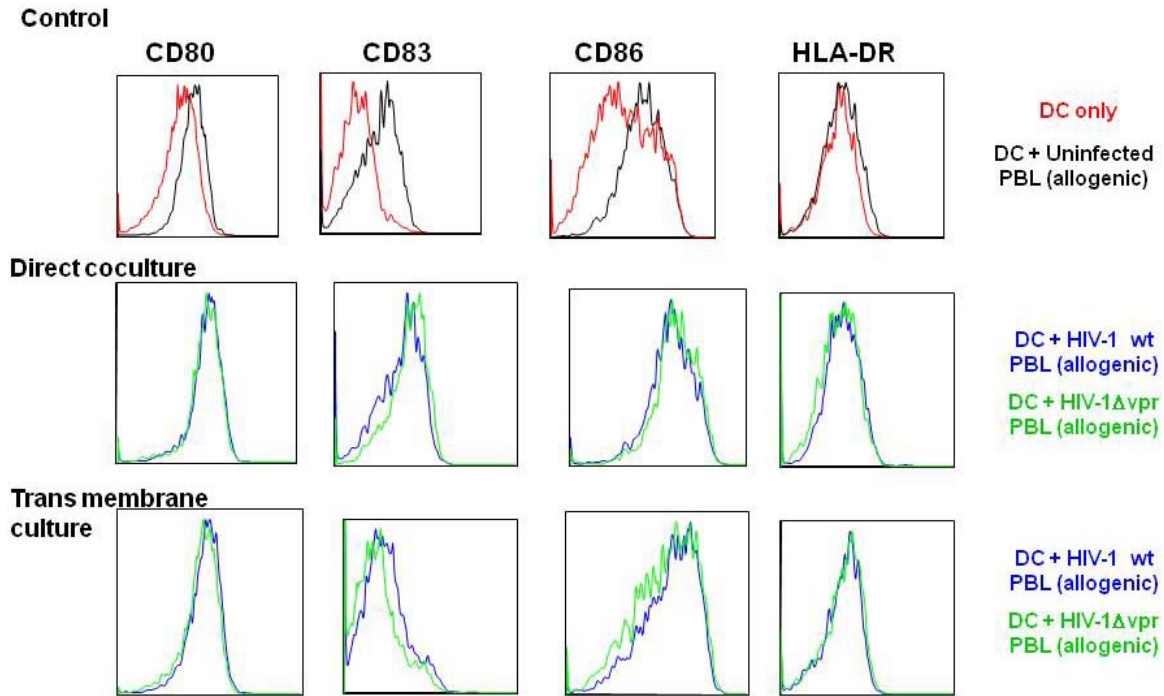 Control
CD80
CD83
CD86
HLA-DR
DC only
DC + Uninfected
PBL (allogenic)
Direct coculture
DC + HIV-1 wt
PBL (allogenic)
DC + HIV-1Δvpr
PBL (allogenic)
Trans membrane
culture
DC + HIV-1 wt
PBL (allogenic)
DC + HIV-1Δvpr
PBL (allogenic)